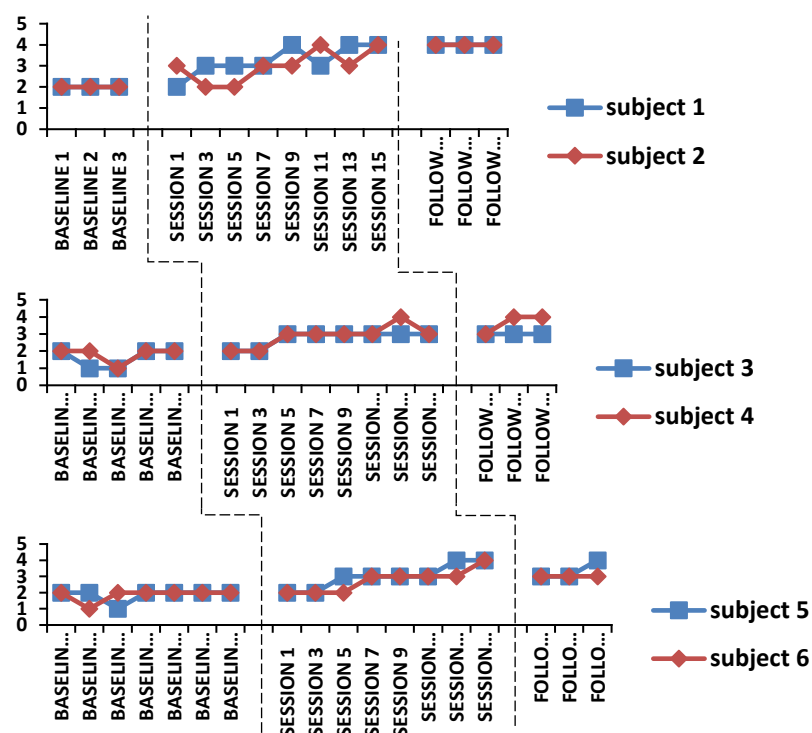 5
4
3
2
1
0
BASELINE 1
BASELINE 2
BASELINE 3
SESSION 1
SESSION 3
SESSION 5
SESSION 7
SESSION 9
SESSION 11
SESSION 13
SESSION 15
FOLLOW...
FOLLOW...
FOLLOW...
subject 1
subject 2
5
4
3
2
1
0
BASELIN...
BASELIN...
BASELIN...
BASELIN...
BASELIN...
SESSION 1
SESSION 3
SESSION 5
SESSION 7
SESSION 9
SESSION...
SESSION...
SESSION...
FOLLOW...
FOLLOW...
FOLLOW...
subject 3
subject 4
5
4
3
2
1
0
BASELIN...
BASELIN...
BASELIN...
BASELIN...
BASELIN...
BASELIN...
BASELIN...
SESSION 1
SESSION 3
SESSION 5
SESSION 7
SESSION 9
SESSION...
SESSION...
SESSION...
FOLLO...
FOLLO...
FOLLO...
subject 5
subject 6